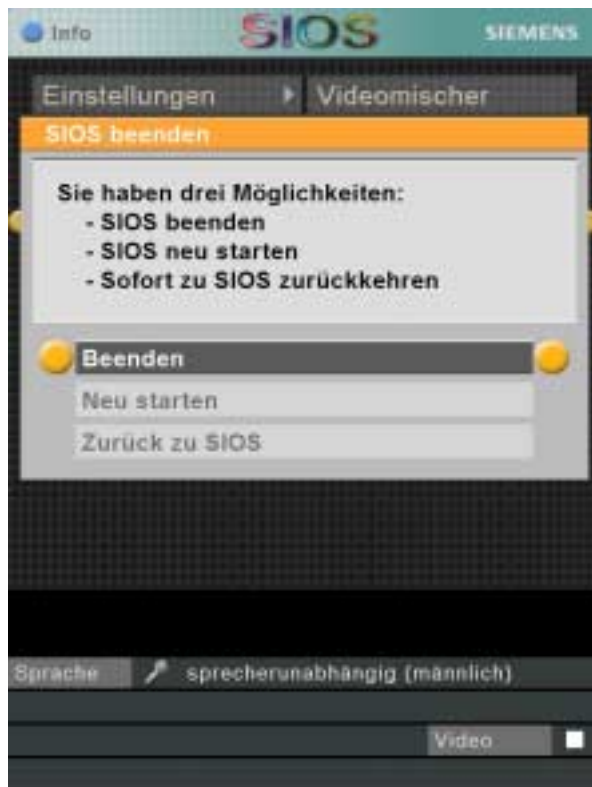 Info SIOS SIEMENS
Einstellungen Videomischer
SIOS beenden
Sie haben drei Möglichkeiten:
- SIOS beenden
- SIOS neu starten
- Sofort zu SIOS zurückkehren
Beenden
Neu starten
Zurück zu SIOS
Sprache sprecherunabhängig (männlich)
Video